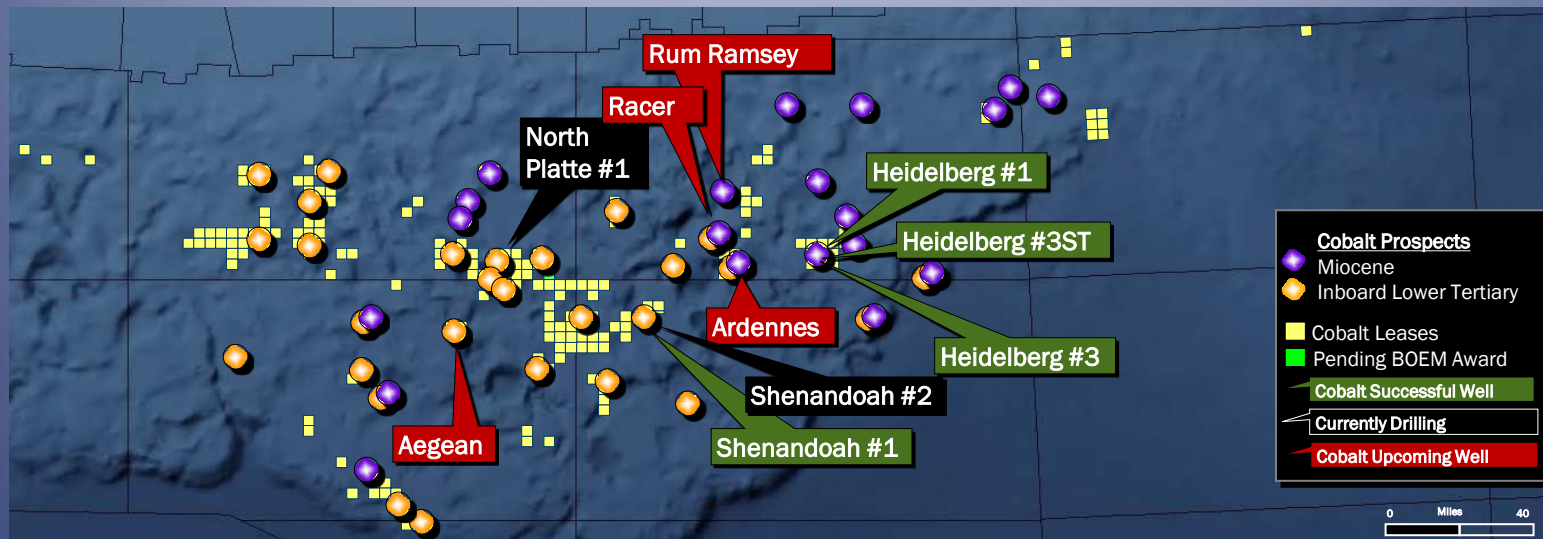 Rum Ramsey
Racer
North
Platte #1
Heidelberg #1
Heidelberg #3ST
Ardennes
Heidelberg #3
Shenandoah #2
Aegean
Shenandoah #1
Cobalt Prospects
Miocene
Inboard Lower Tertiary
Cobalt Leases
Pending BOEM Award
Cobalt Successful Well
Currently Drilling
Cobalt Upcoming Well
0 Miles 40